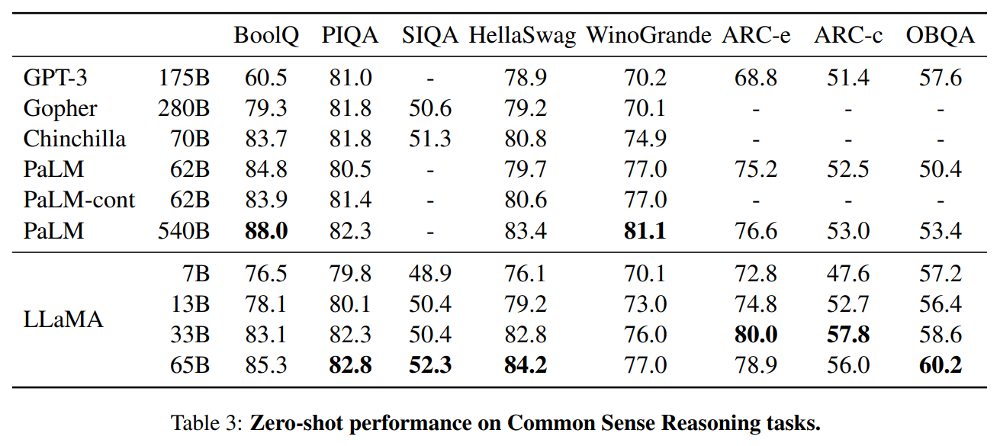 BoolQ PIQA SIQA HellaSwag WinoGrande ARC-e ARC-c OBQA
GPT-3 175B 60.5 81.0 - 78.9 70.2 68.8 51.4 57.6
Gopher 280B 79.3 81.8 50.6 79.2 70.1 - - -
Chinchilla 70B 83.7 81.8 51.3 80.8 74.9 - - -
PaLM 62B 84.8 80.5 - 79.7 77.0 75.2 52.5 50.4
PaLM-cont 62B 83.9 81.4 - 80.6 77.0 - - -
PaLM 540B 88.0 82.3 - 83.4 81.1 76.6 53.0 53.4
LLaMA
7B 76.5 79.8 48.9 76.1 70.1 72.8 47.6 57.2
13B 78.1 80.1 50.4 79.2 73.0 74.8 52.7 56.4
33B 83.1 82.3 50.4 82.8 76.0 80.0 57.8 58.6
65B 85.3 82.8 52.3 84.2 77.0 78.9 56.0 60.2
Table 3: Zero-shot performance on Common Sense Reasoning tasks.